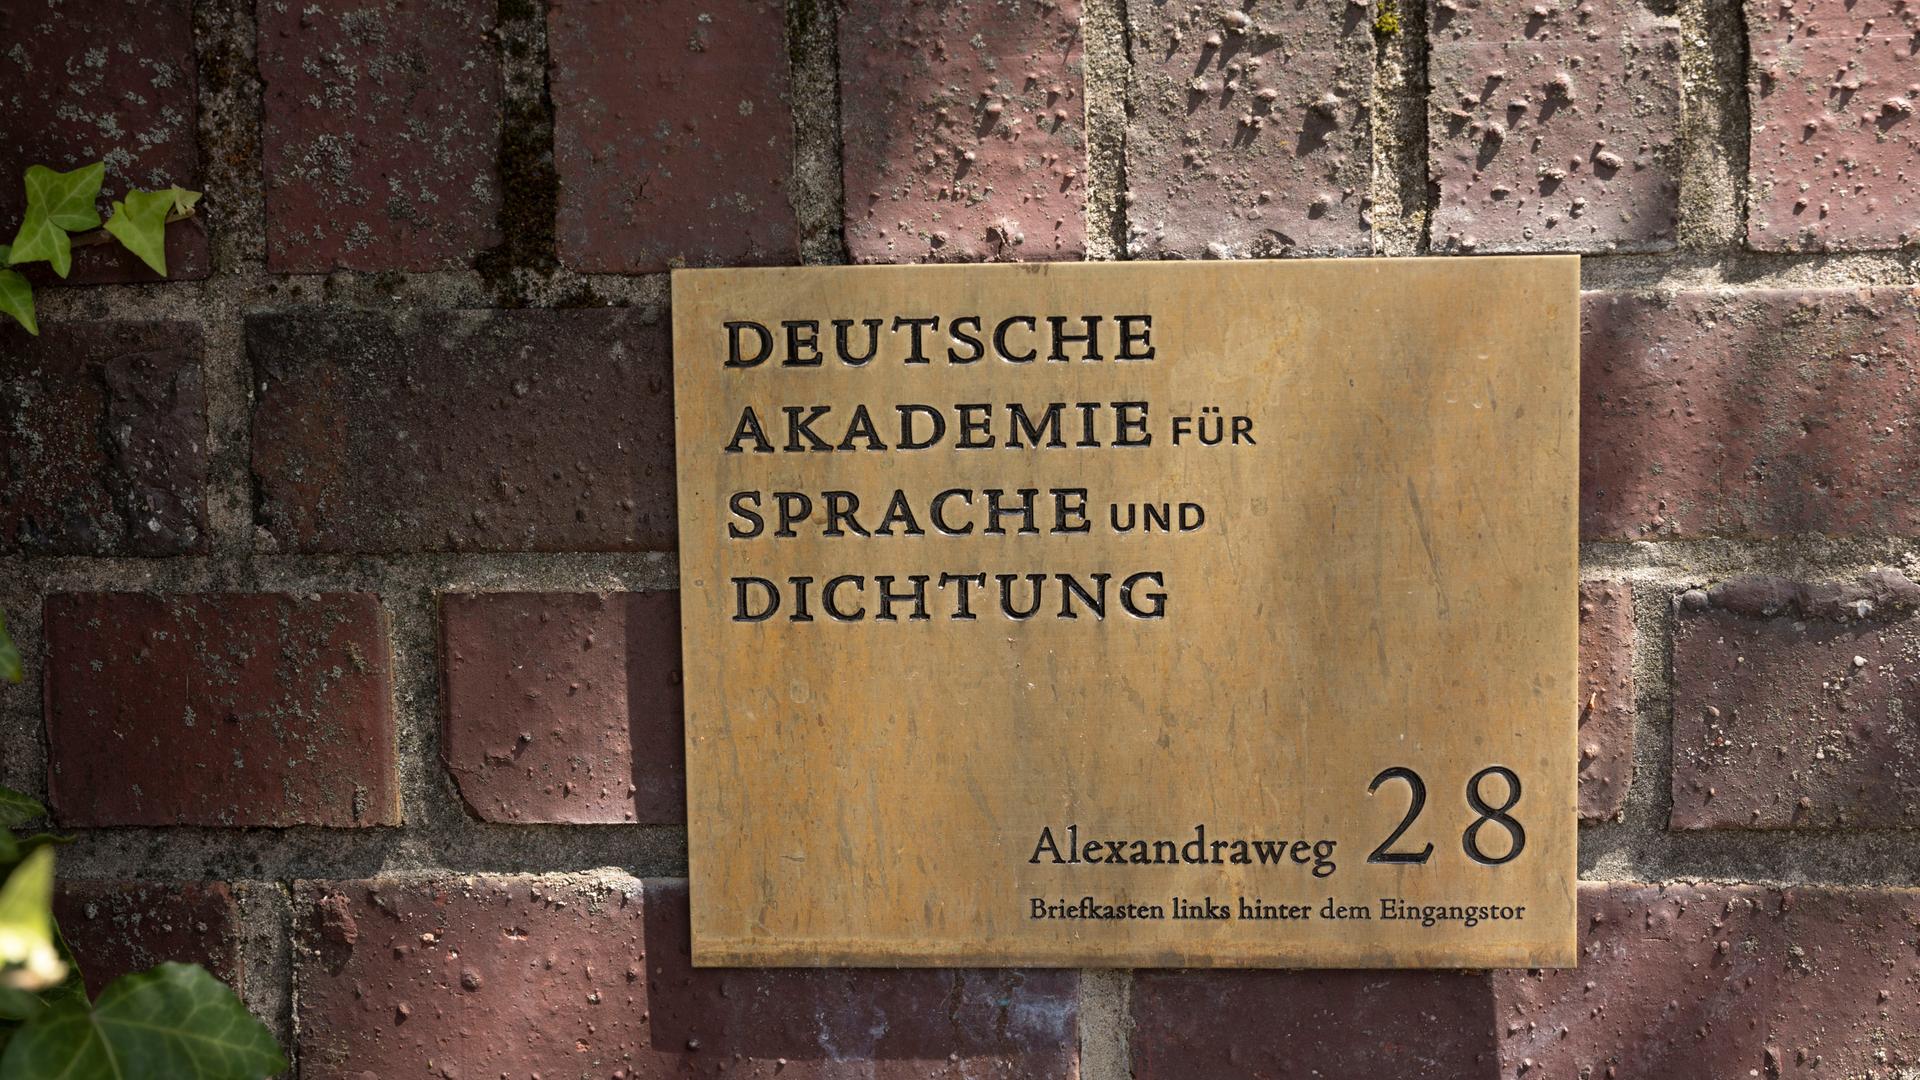 DEUTSCHE
AKADEMIE FÜR
SPRACHE UND
DICHTUNG
Alexandraweg 28
Briefkasten links hinter dem Eingangstor